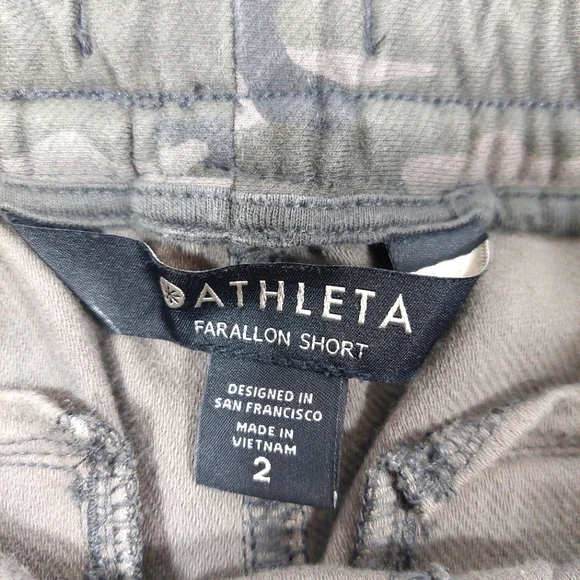 ATHLETA
FARALLON SHORT
DESIGNED IN
SAN FRANCISCO
MADE IN
VIETNAM
2